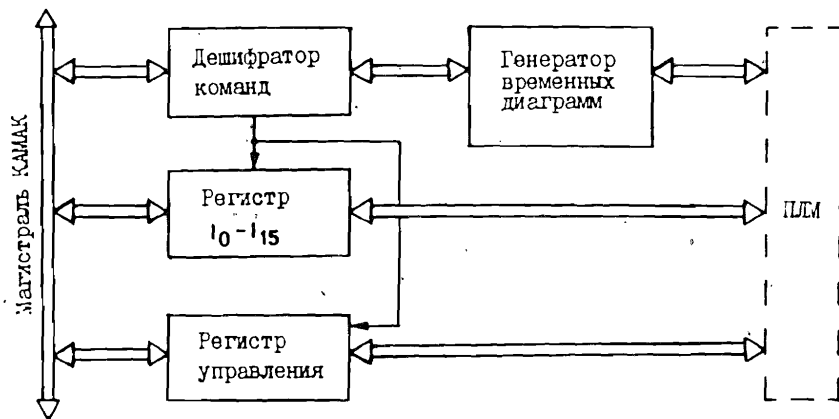 Дешифратор
команд
Генератор
временных
диаграмм
Магистраль КАМАК
Регистр
I₀-I₁₅
ПЛМ
Регистр
управления